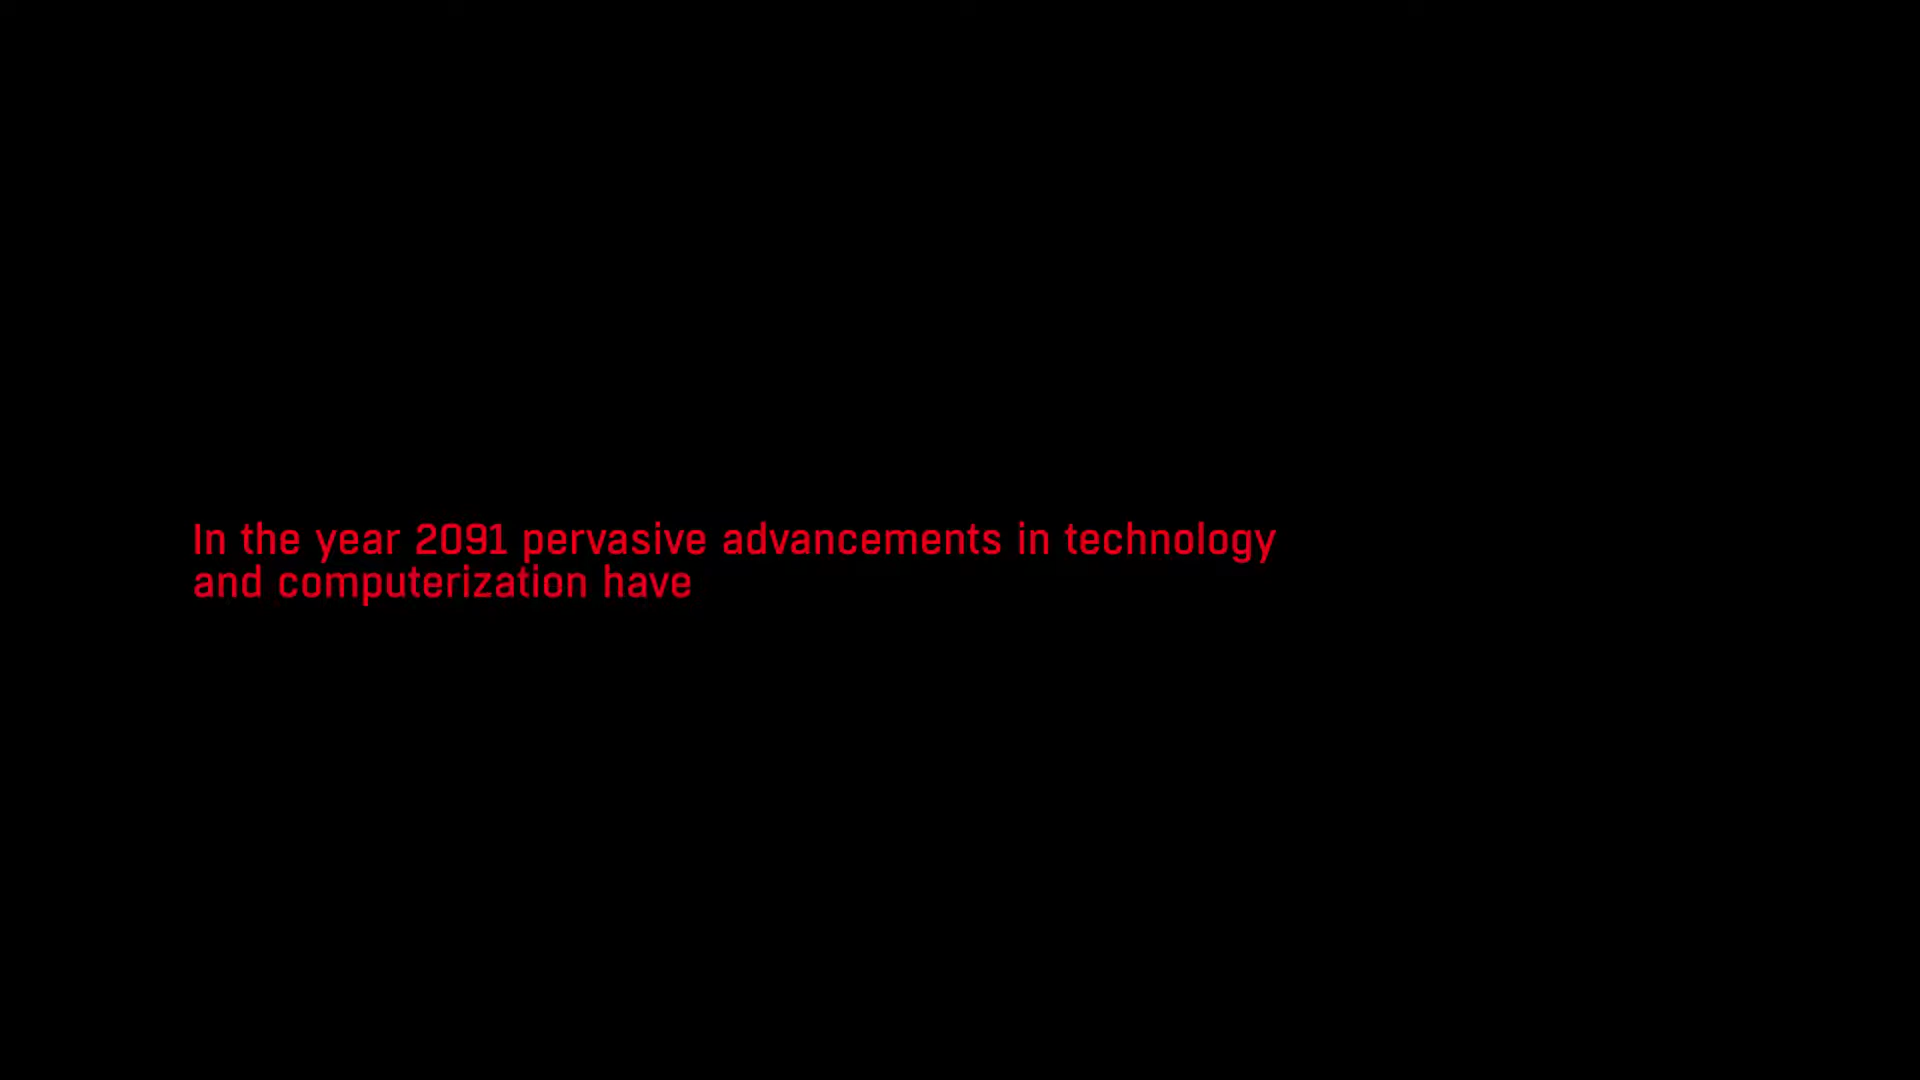 In the year 2091 pervasive advancements in technology
and computerization have